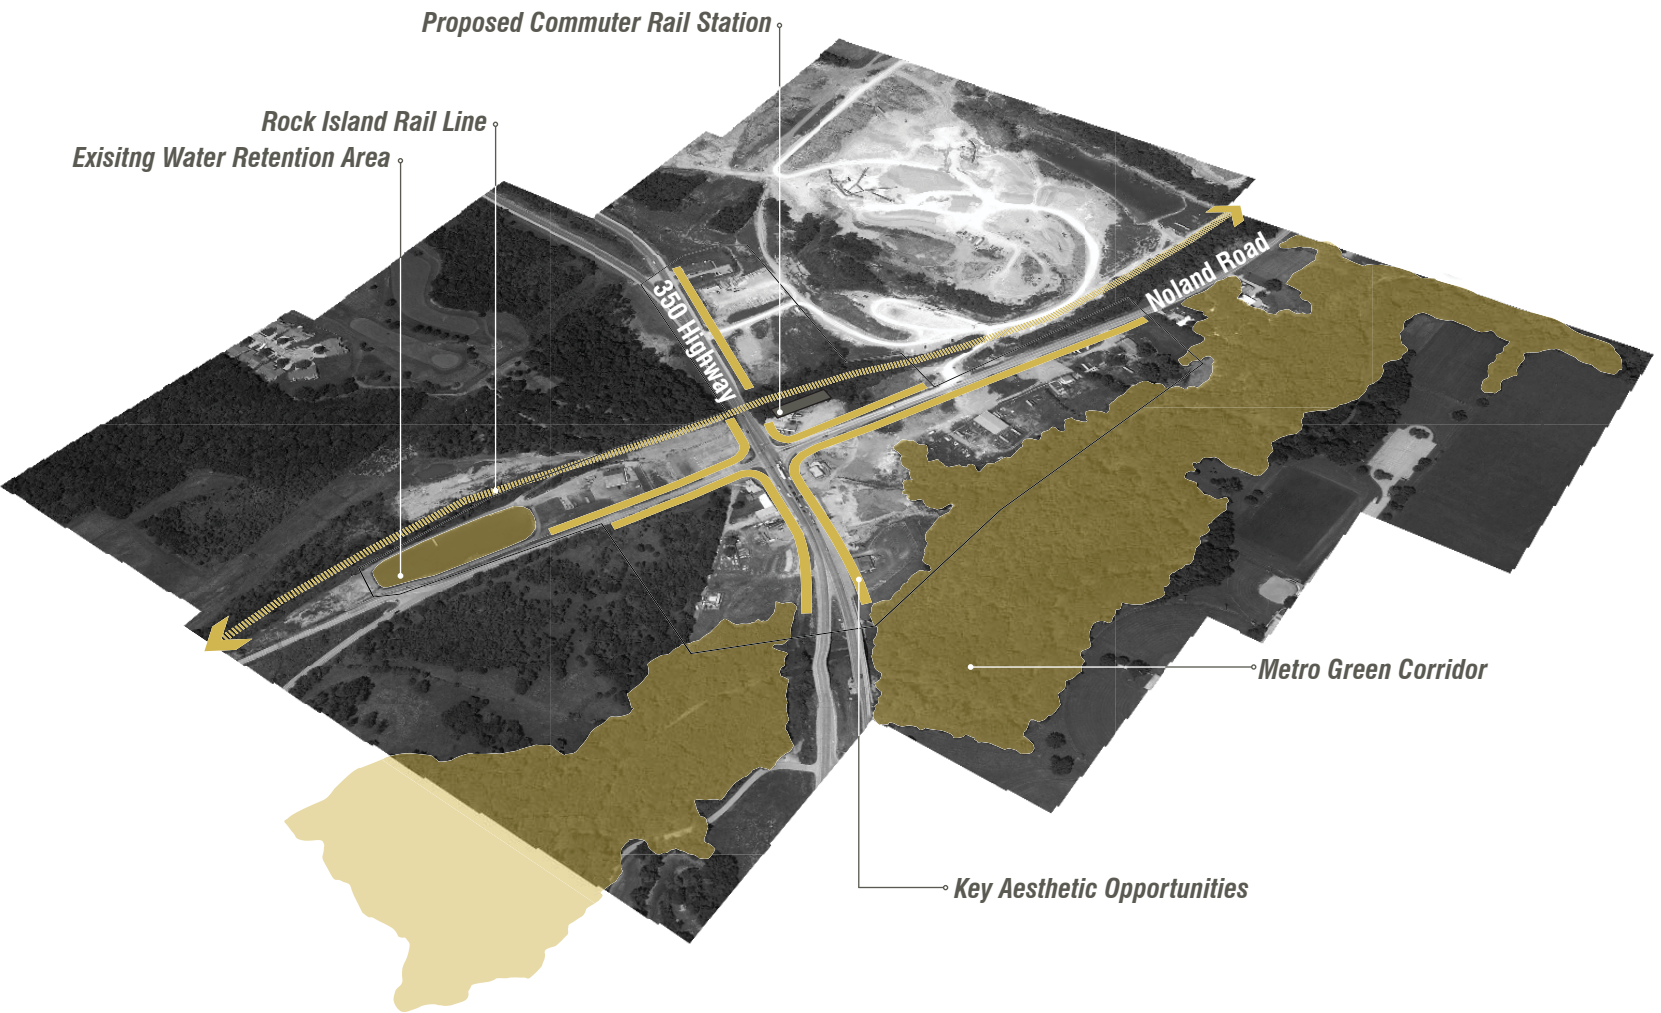 Proposed Commuter Rail Station
Rock Island Rail Line
Exisitng Water Retention Area
Noland Road
350 Highway
Metro Green Corridor
Key Aesthetic Opportunities